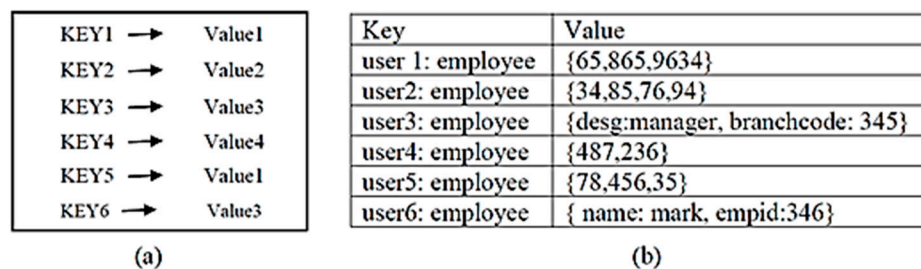 KEY1 → Value1
KEY2 → Value2
KEY3 → Value3
KEY4 → Value4
KEY5 → Value1
KEY6 → Value3
(a)
Key Value
user 1: employee {65,865,9634}
user2: employee {34,85,76,94}
user3: employee {desg:manager, branchcode: 345}
user4: employee {487,236}
user5: employee {78,456,35}
user6: employee { name: mark, empid:346}
(b)